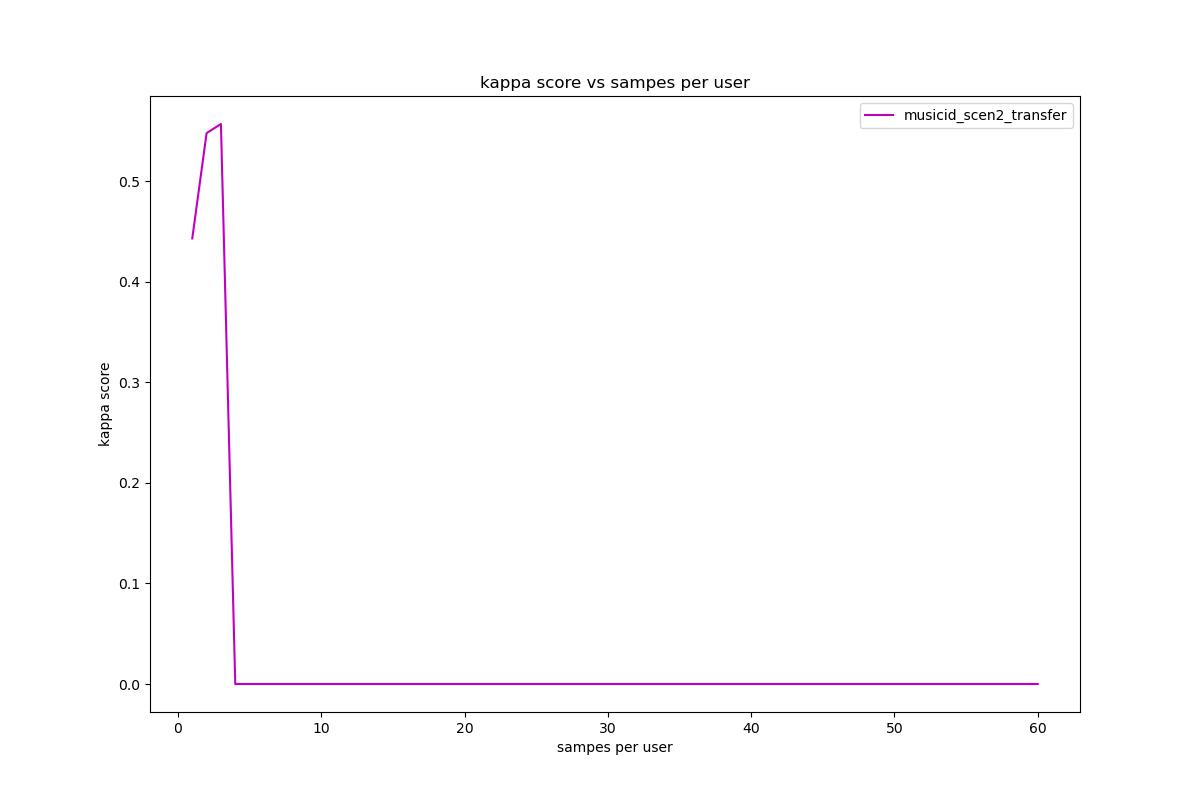 kappa score vs sampes per user
musicid_scen2_transfer
kappa score
0.5
0.4
0.3
0.2
0.1
0.0
0 10 20 30 40 50 60
sampes per user